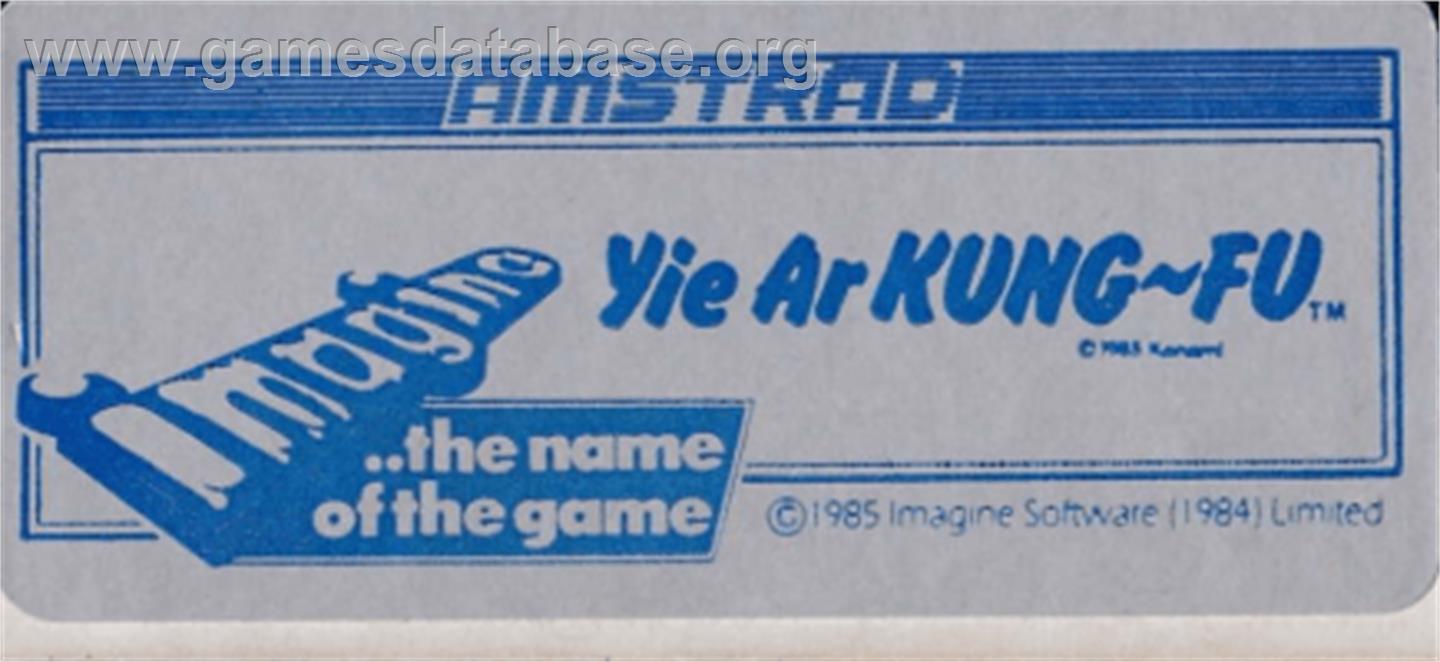 www.gamesdatabase.org
AMSTRAD
Imagine
Yie Ar KUNG~FU TM
© 1985 Konami
..the name
of the game
©1985 Imagine Software (1984) Limited